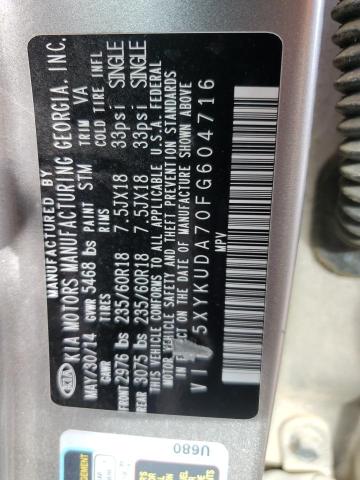 MANUFACTURED BY
KIA MOTORS MANUFACTURING GEORGIA, INC.
KIA
MAY/30/14 GVWR 5468 lbs PAINT STM TRIM VA
GAWR TIRES RIMS COLD TIRE INFL
FRONT 2976 lbs 235/60R18 7.5JX18 33psi SINGLE
REAR 3075 lbs 235/60R18 7.5JX18 33psi SINGLE
THIS VEHICLE CONFORMS TO ALL APPLICABLE U.S.A. FEDERAL
MOTOR VEHICLE SAFETY AND THEFT PREVENTION STANDARDS
IN EFFECT ON THE DATE OF MANUFACTURE SHOWN ABOVE.
5XYKUDA70FG604716
MPV
U680